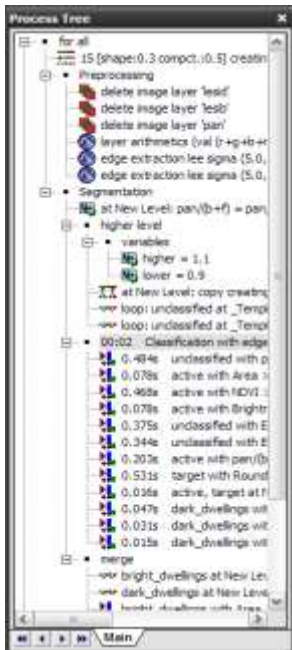 Process Tree
for all
15 [shape:0.3 compct.:0.5] creatin
Preprocessing
delete image layer 'lesid'
delete image layer 'lesib'
delete image layer 'pan'
layer arithmetics (val (r+g+b+n
edge extraction lee sigma (5.0,
edge extraction lee sigma (5.0,
Segmentation
at New Level: pan/(b+f) = pan,
higher level
variables
higher = 1.1
lower = 0.9
at New Level: copy creating
loop: unclassified at _Templ
loop: unclassified at _Templ
00:02 Classification with edge
0.484s unclassified with p
0.078s active with Area >
0.468s active with NDVI :
0.078s active with Brightn
0.375s unclassified with E
0.344s unclassified with E
0.203s active with pan/(b
0.531s target with Round
0.016s active, target at N
0.047s dark_dwellings wit
0.031s dark_dwellings wit
0.015s dark_dwellings wit
merge
bright_dwellings at New Lev
dark_dwellings at New Leve
bright_dwellings with Area
Main